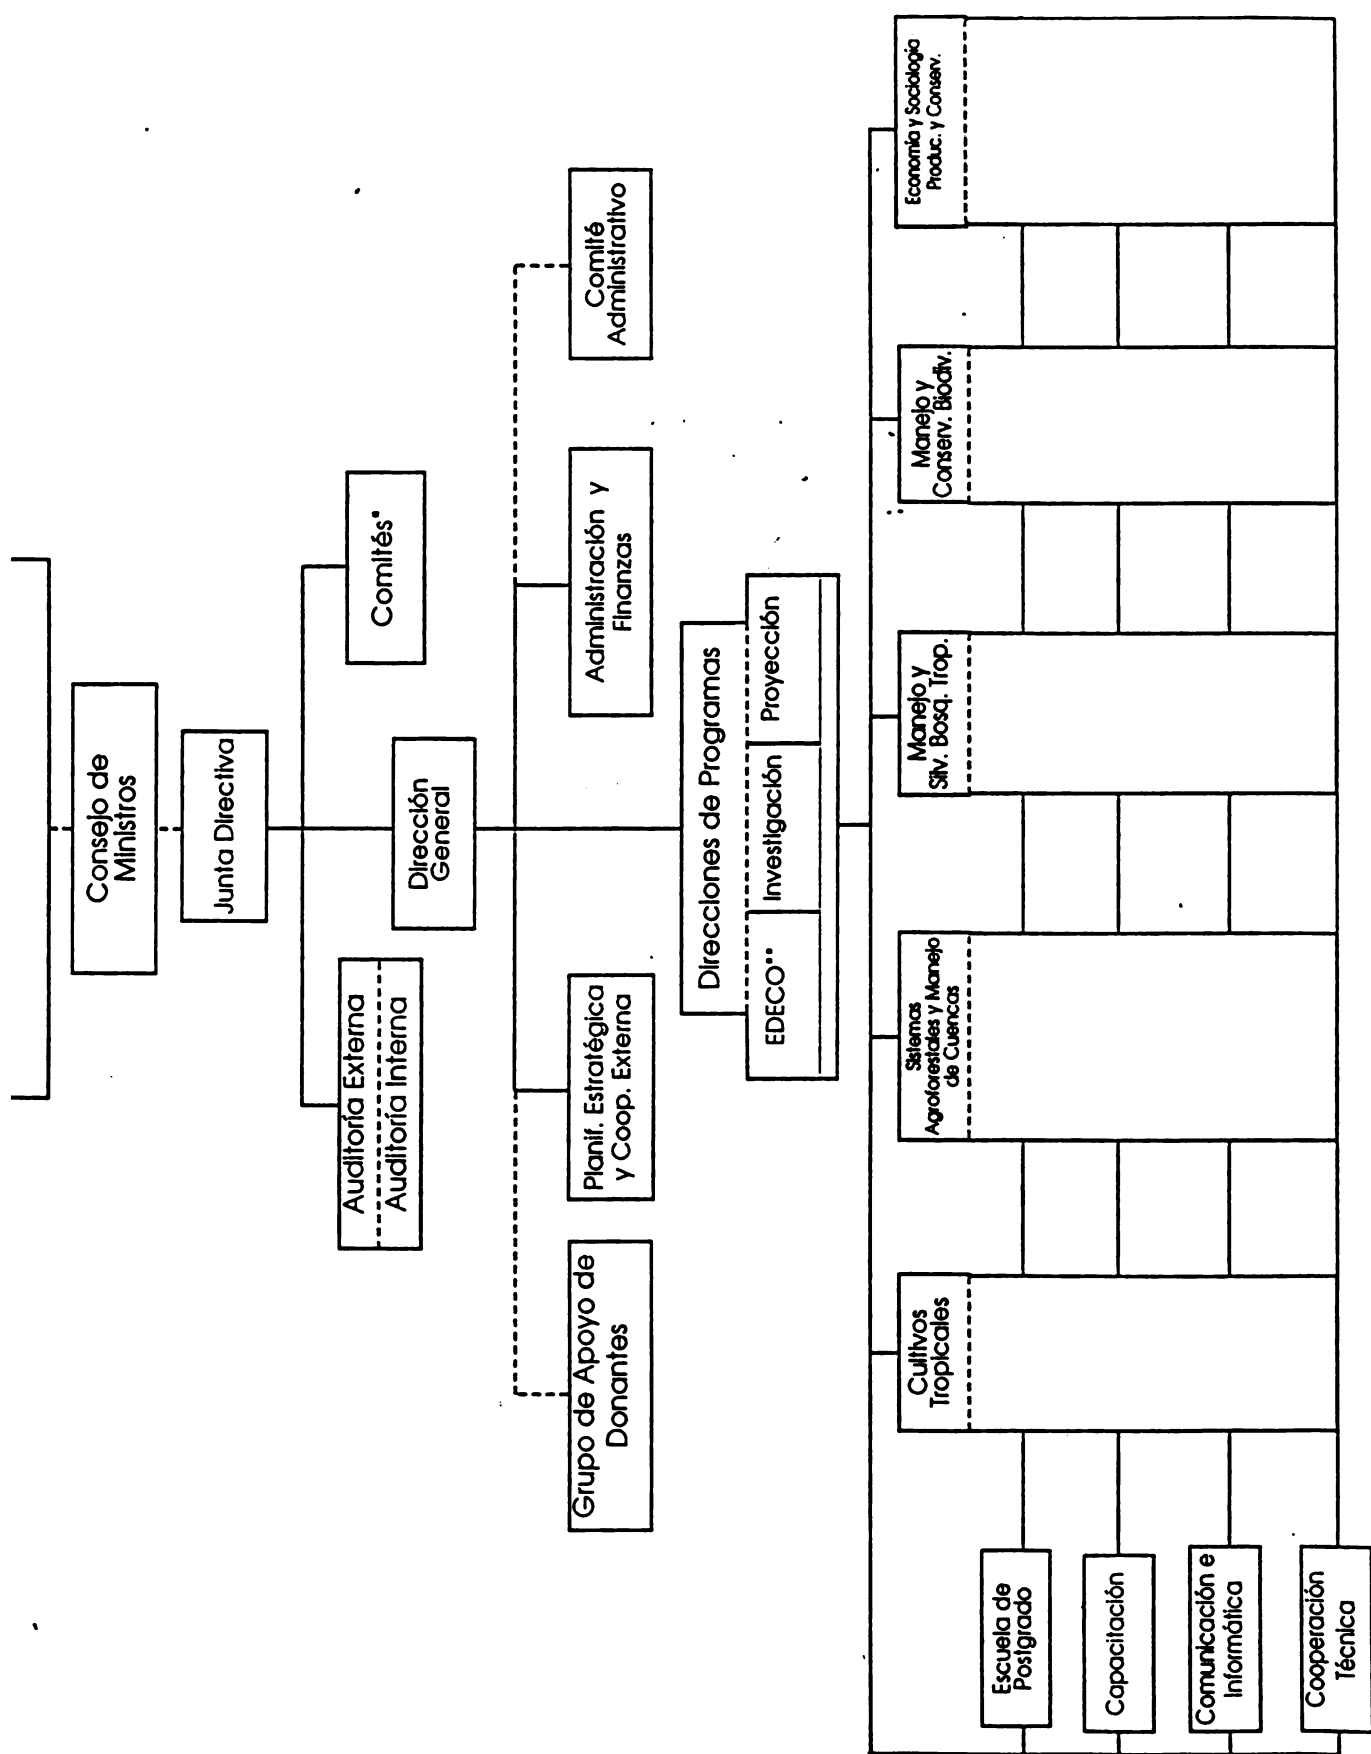 Consejo de
Ministros
Junta Directiva
Auditoría Externa
Auditoría Interna
Comités*
Dirección
General
Grupo de Apoyo de
Donantes
Planif. Estratégica
y Coop. Externa
Administración y
Finanzas
Comité
Administrativo
Direcciones de Programas
EDECO**
Investigación
Proyección
Cultivos
Tropicales
Sistemas
Agroforestales y Manejo
de Cuencas
Manejo y
Silv. Bosq. Trop.
Manejo y
Conserv. Biodiv.
Economía y Sociología
Produc. y Conserv.
Escuela de
Postgrado
Capacitación
Comunicación e
Informática
Cooperación
Técnica